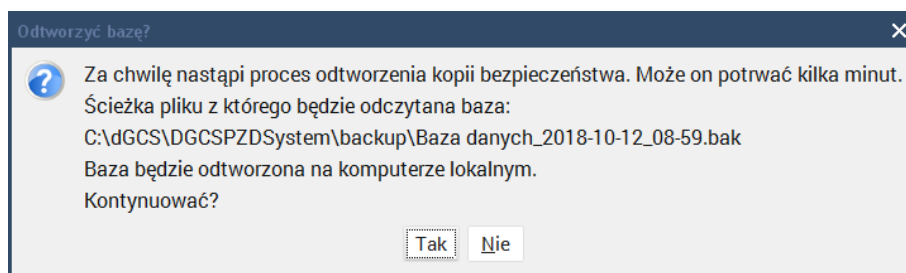 Odtworzyć bazę?
Za chwilę nastąpi proces odtworzenia kopii bezpieczeństwa. Może on potrwać kilka minut.
Ścieżka pliku z którego będzie odczytana baza:
C:\dGCS\DGCSPZDSystem\backup\Baza danych_2018-10-12_08-59.bak
Baza będzie odtworzona na komputerze lokalnym.
Kontynuować?
Tak Nie